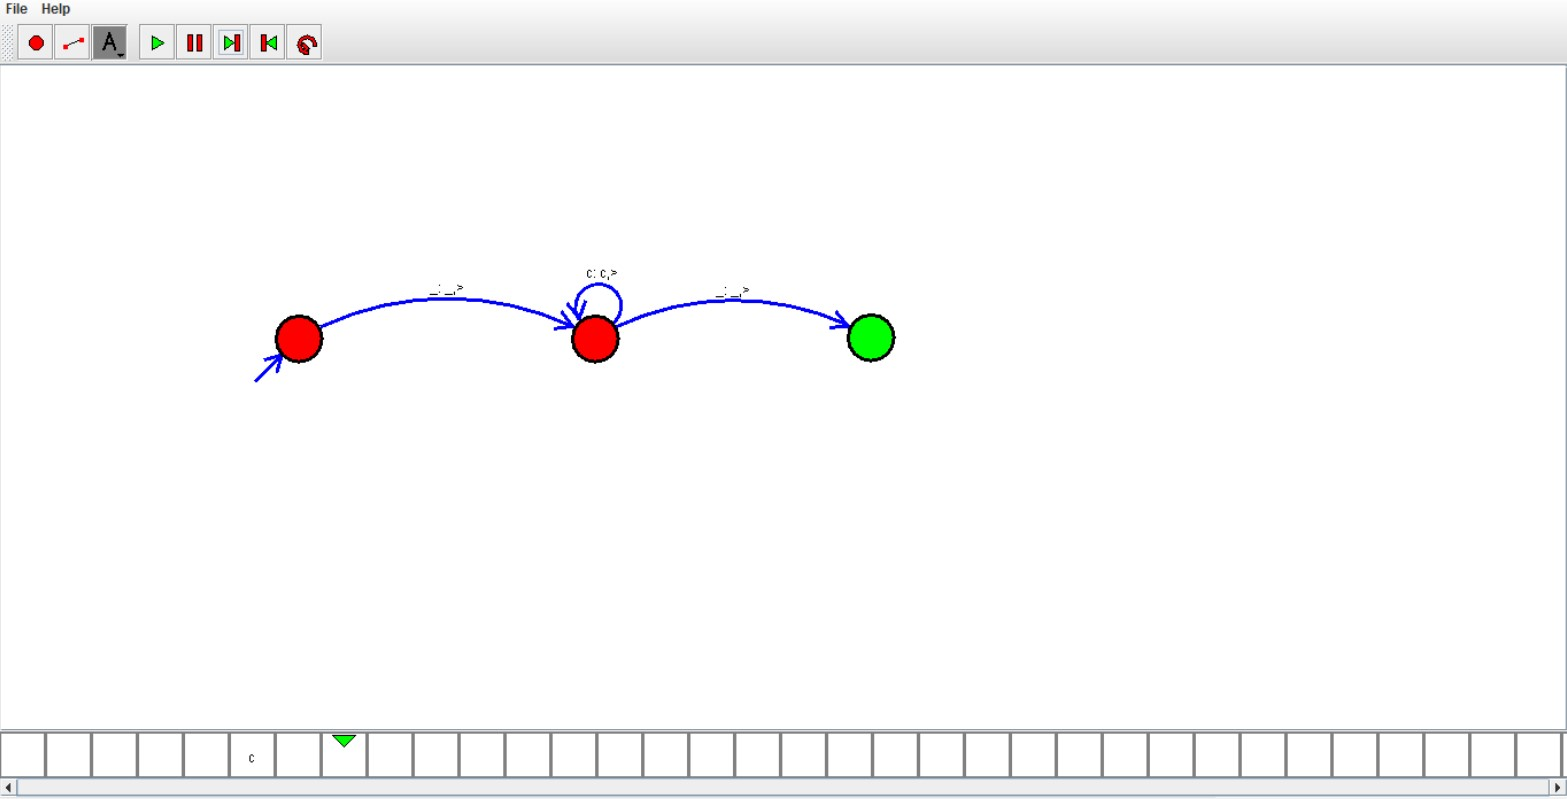 File Help
A
c: c,>
_: _,>
_: _,>
c